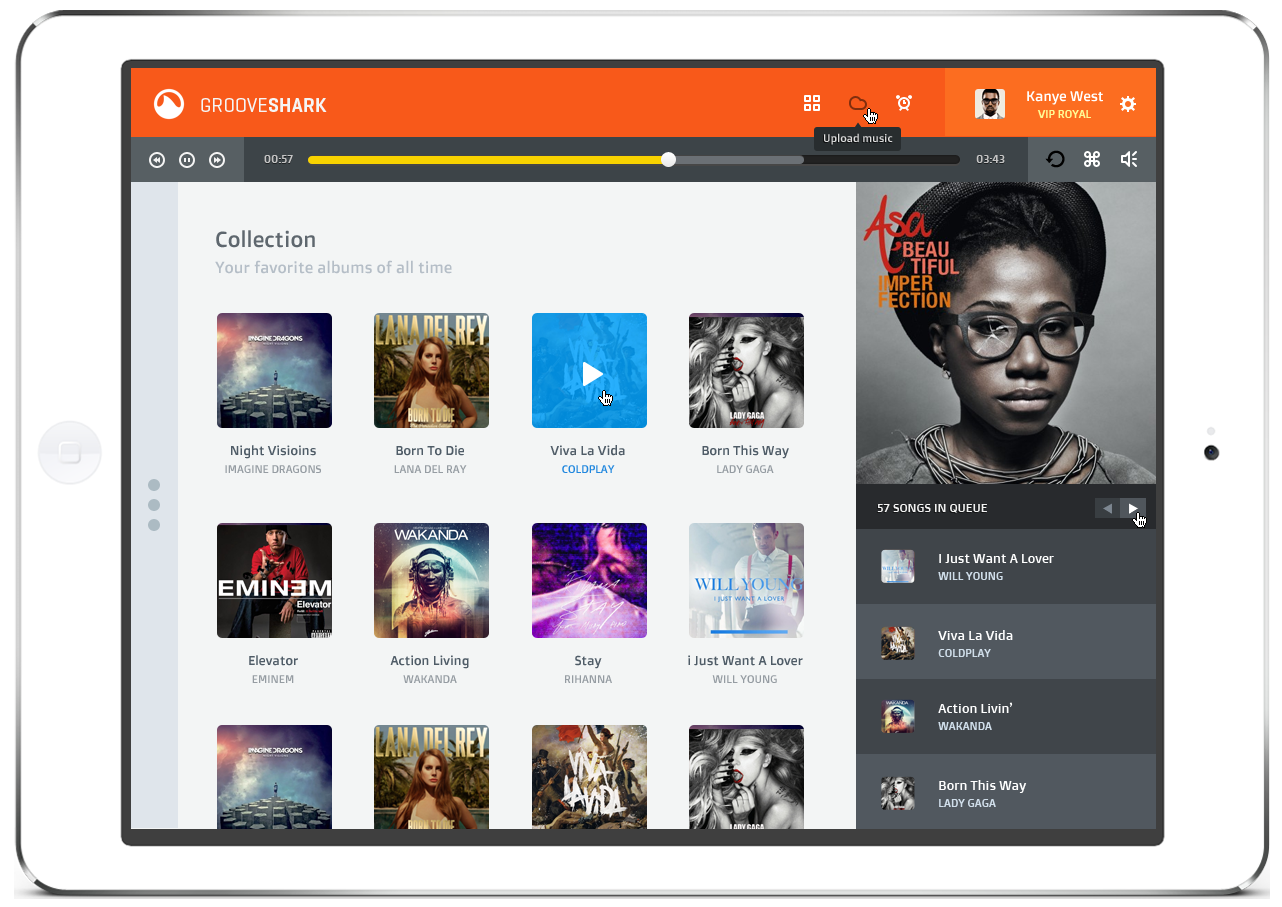 GROOVESHARK
Kanye West
VIP ROYAL
Upload music
00:57
03:43
Collection
Your favorite albums of all time
Asa
BEAU
TIFUL
IMPER
FECTION
IMAGINE DRAGONS
LANA DEL REY
BORN TO DIE
LADY GAGA
Night Visioins
Born To Die
Viva La Vida
Born This Way
IMAGINE DRAGONS
LANA DEL RAY
COLDPLAY
LADY GAGA
57 SONGS IN QUEUE
EMINEM
Elevator
WAKANDA
WILL YOUNG
I JUST WANT A LOVER
Elevator
Action Living
Stay
i Just Want A Lover
EMINEM
WAKANDA
RIHANNA
WILL YOUNG
I Just Want A Lover
WILL YOUNG
Viva La Vida
COLDPLAY
Action Livin’
WAKANDA
Born This Way
LADY GAGA
IMAGINE DRAGONS
LANA DEL REY
BORN TO DIE
VIVA
LA VIDA
LADY GAGA